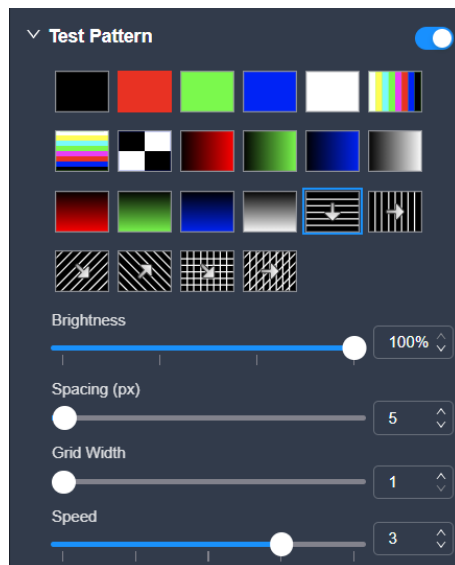 Test Pattern
Brightness
100%
Spacing (px)
5
Grid Width
1
Speed
3